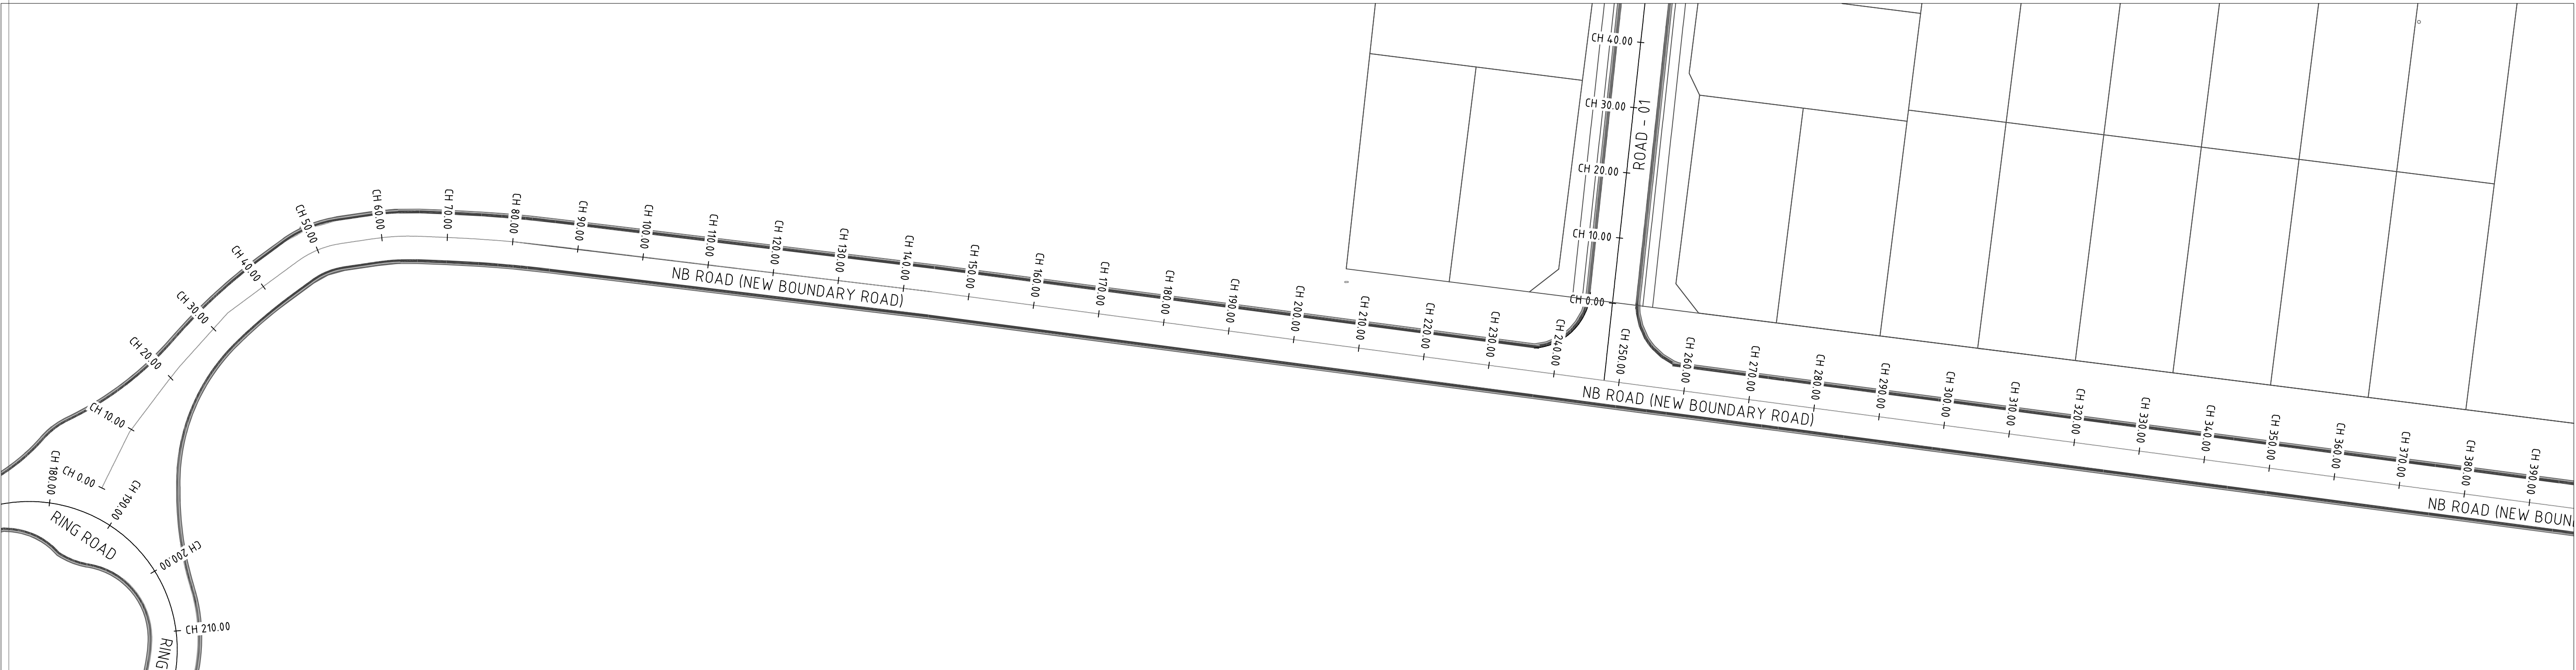 CH 0.00
CH 10.00
CH 20.00
CH 30.00
CH 40.00
CH 50.00
CH 60.00
CH 70.00
CH 80.00
CH 90.00
CH 100.00
CH 110.00
CH 120.00
CH 130.00
CH 140.00
CH 150.00
CH 160.00
CH 170.00
CH 180.00
CH 190.00
CH 200.00
CH 210.00
CH 220.00
CH 230.00
CH 240.00
CH 250.00
CH 260.00
CH 270.00
CH 280.00
CH 290.00
CH 300.00
CH 310.00
CH 320.00
CH 330.00
CH 340.00
CH 350.00
CH 360.00
CH 370.00
CH 380.00
CH 390.00
NB ROAD (NEW BOUNDARY ROAD)
NB ROAD (NEW BOUNDARY ROAD)
NB ROAD (NEW BOUN
CH 40.00
CH 30.00
CH 20.00
CH 10.00
CH 0.00
ROAD - 01
CH 180.00
CH 190.00
CH 200.00
CH 210.00
RING ROAD
RING